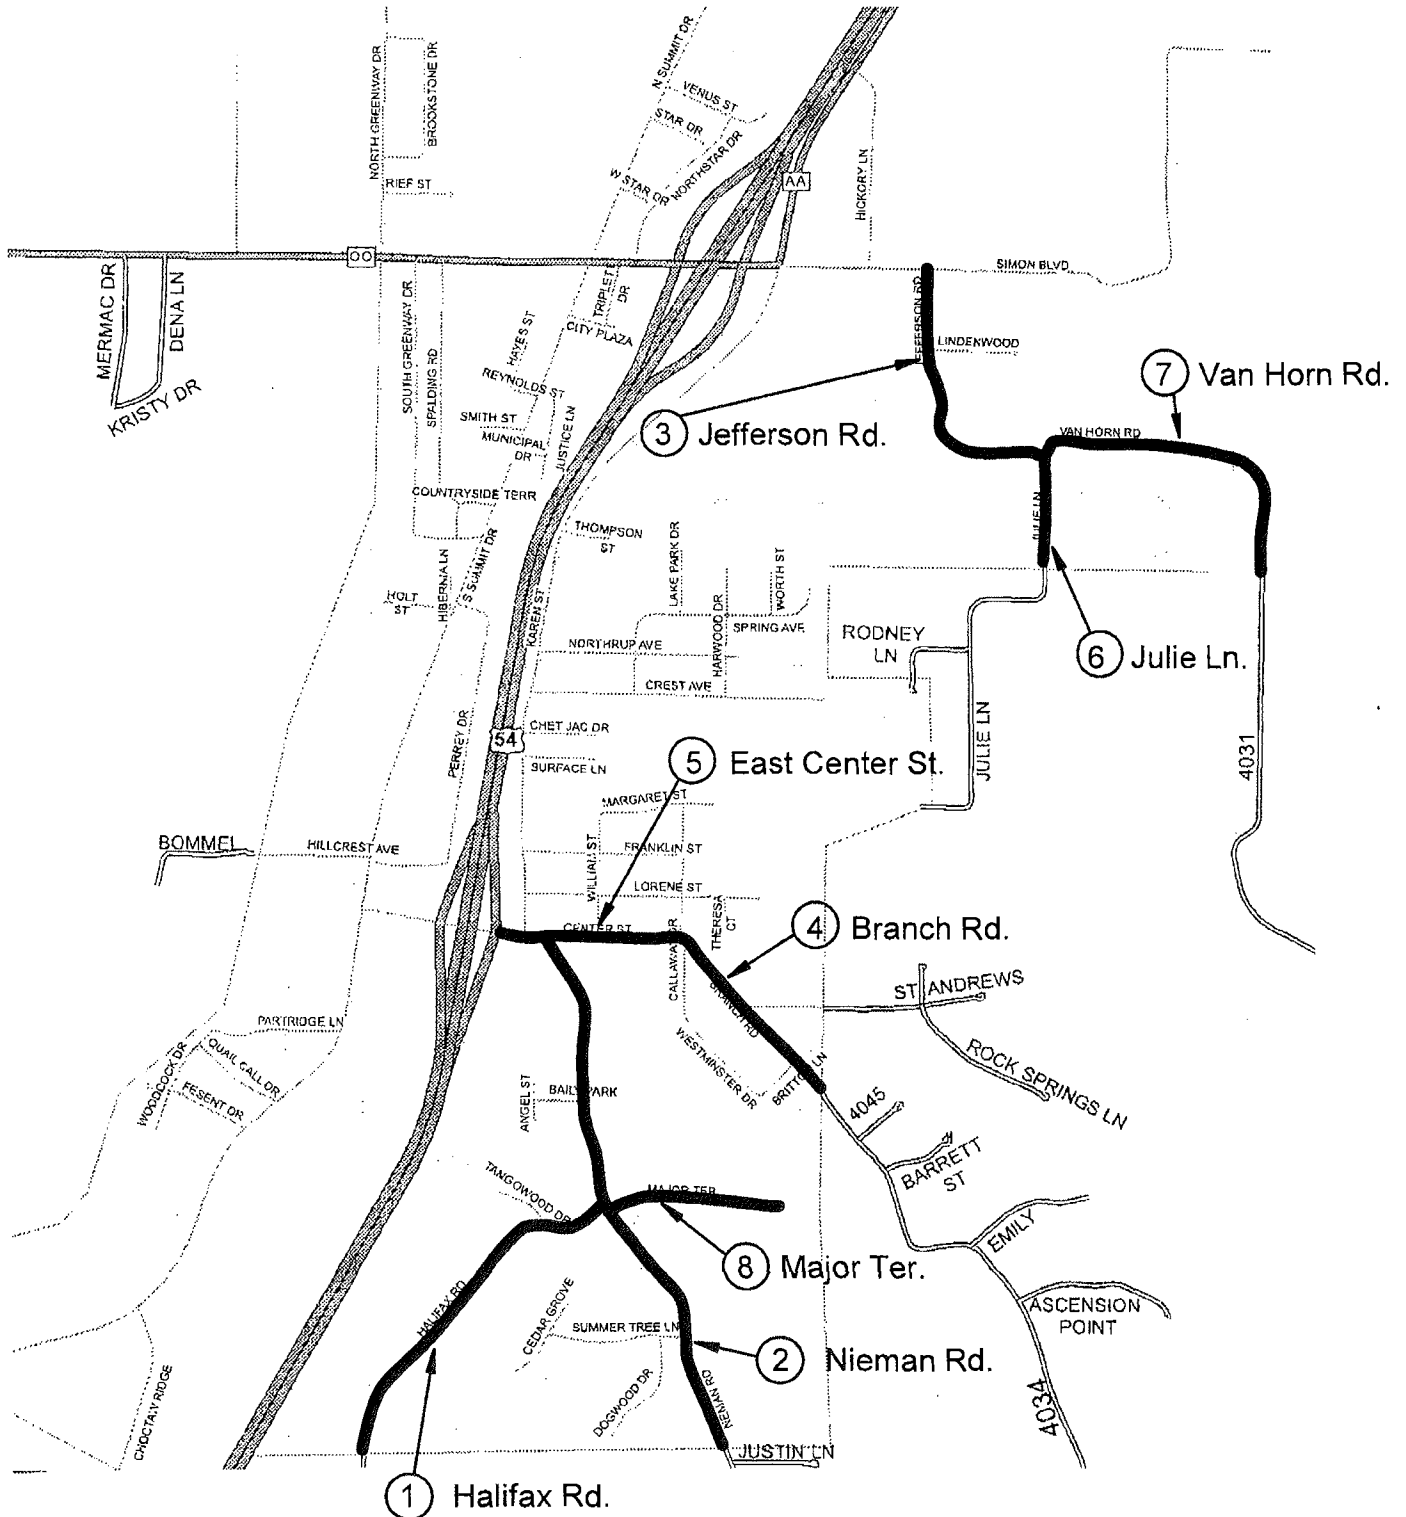 NORTH GREENWAY DR
BROOKSTONE DR
RIEF ST
N SUMMIT DR
VENUS ST
STAR DR
W STAR DR
NORTHSTAR DR
AA
HICKORY LN
OO
SIMON BLVD
MERMAC DR
DENA LN
KRISTY DR
SOUTH GREENWAY DR
SPALDING RD
HAYES ST
TRIPLETT
DR
CITY PLAZA
REYNOLDS ST
SMITH ST
MUNICIPAL
DR
JUSTICE LN
JEFFERSON RD
LINDENWOOD
3 Jefferson Rd.
7 Van Horn Rd.
VAN HORN RD
JULIE LN
COUNTRYSIDE TERR
THOMPSON
ST
HIBERNIA LN
S SUMMIT DR
HOLT
ST
KAREN ST
LAKE PARK DR
HARWOOD DR
WORTH ST
SPRING AVE
NORTHRUP AVE
CREST AVE
RODNEY
LN
6 Julie Ln.
JULIE LN
4031
PERREY DR
54
CHET JAC DR
SURFACE LN
5 East Center St.
MARGARET ST
BOMMEL
HILLCREST AVE
WILLIAM ST
FRANKLIN ST
LORENE ST
THERESA
CT
CENTER ST
CALLAWAY DR
4 Branch Rd.
BRANCH RD
ST ANDREWS
ROCK SPRINGS LN
PARTRIDGE LN
WOODCOCK DR
QUAIL CALL DR
FESENT DR
WESTMINSTER DR
BRITTON LN
ANGEL ST
BAILY PARK
4045
BARRETT
ST
TANGOWOOD DR
MAJOR TER
8 Major Ter.
EMILY
HALIFAX RD
CEDAR GROVE
SUMMER TREE LN
ASCENSION
POINT
2 Nieman Rd.
NIEMAN RD
DOGWOOD DR
CHOCTAW RIDGE
4034
JUSTIN LN
1 Halifax Rd.